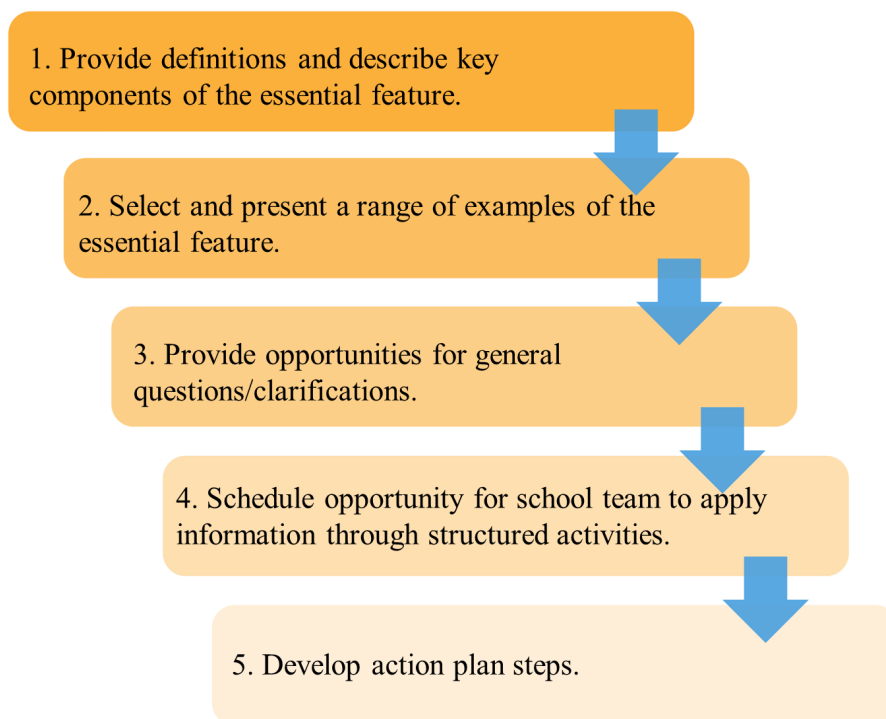 1. Provide definitions and describe key
components of the essential feature.
2. Select and present a range of examples of the
essential feature.
3. Provide opportunities for general
questions/clarifications.
4. Schedule opportunity for school team to apply
information through structured activities.
5. Develop action plan steps.